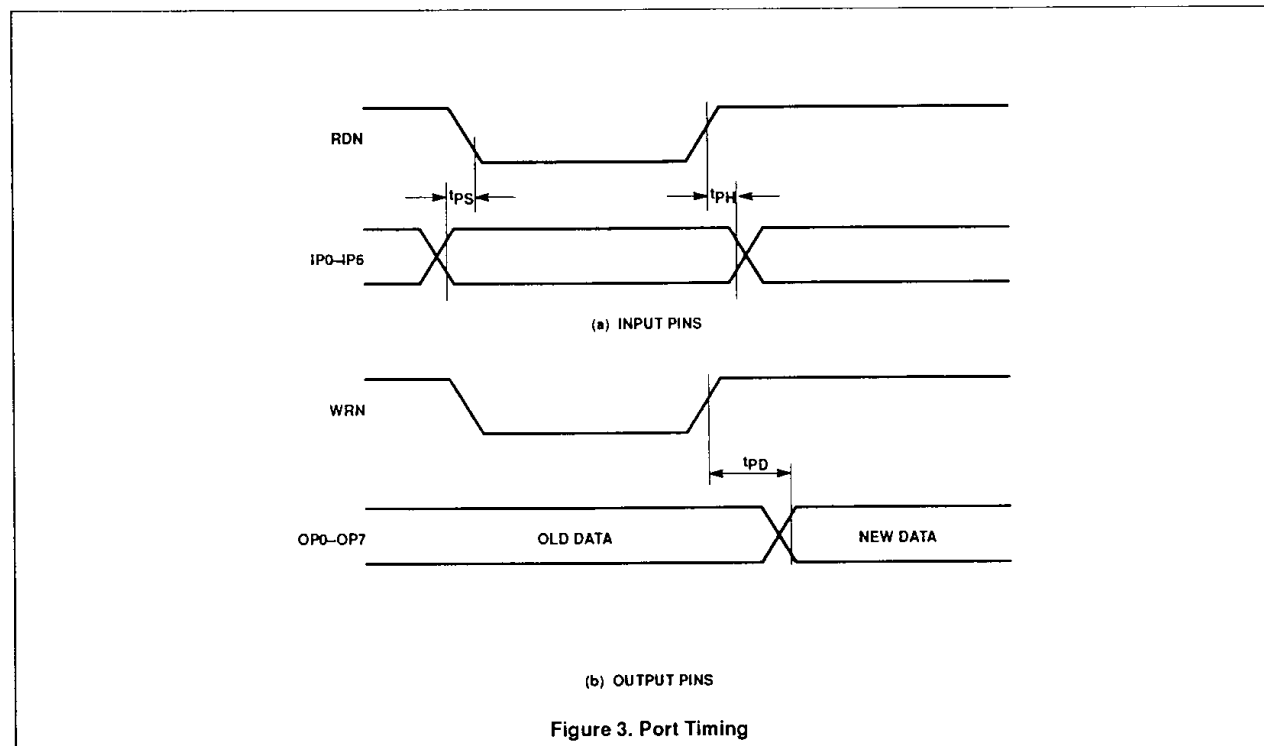 RDN
tPS
tPH
IP0–IP6
(a) INPUT PINS
WRN
tPD
OP0–OP7
OLD DATA
NEW DATA
(b) OUTPUT PINS
Figure 3. Port Timing